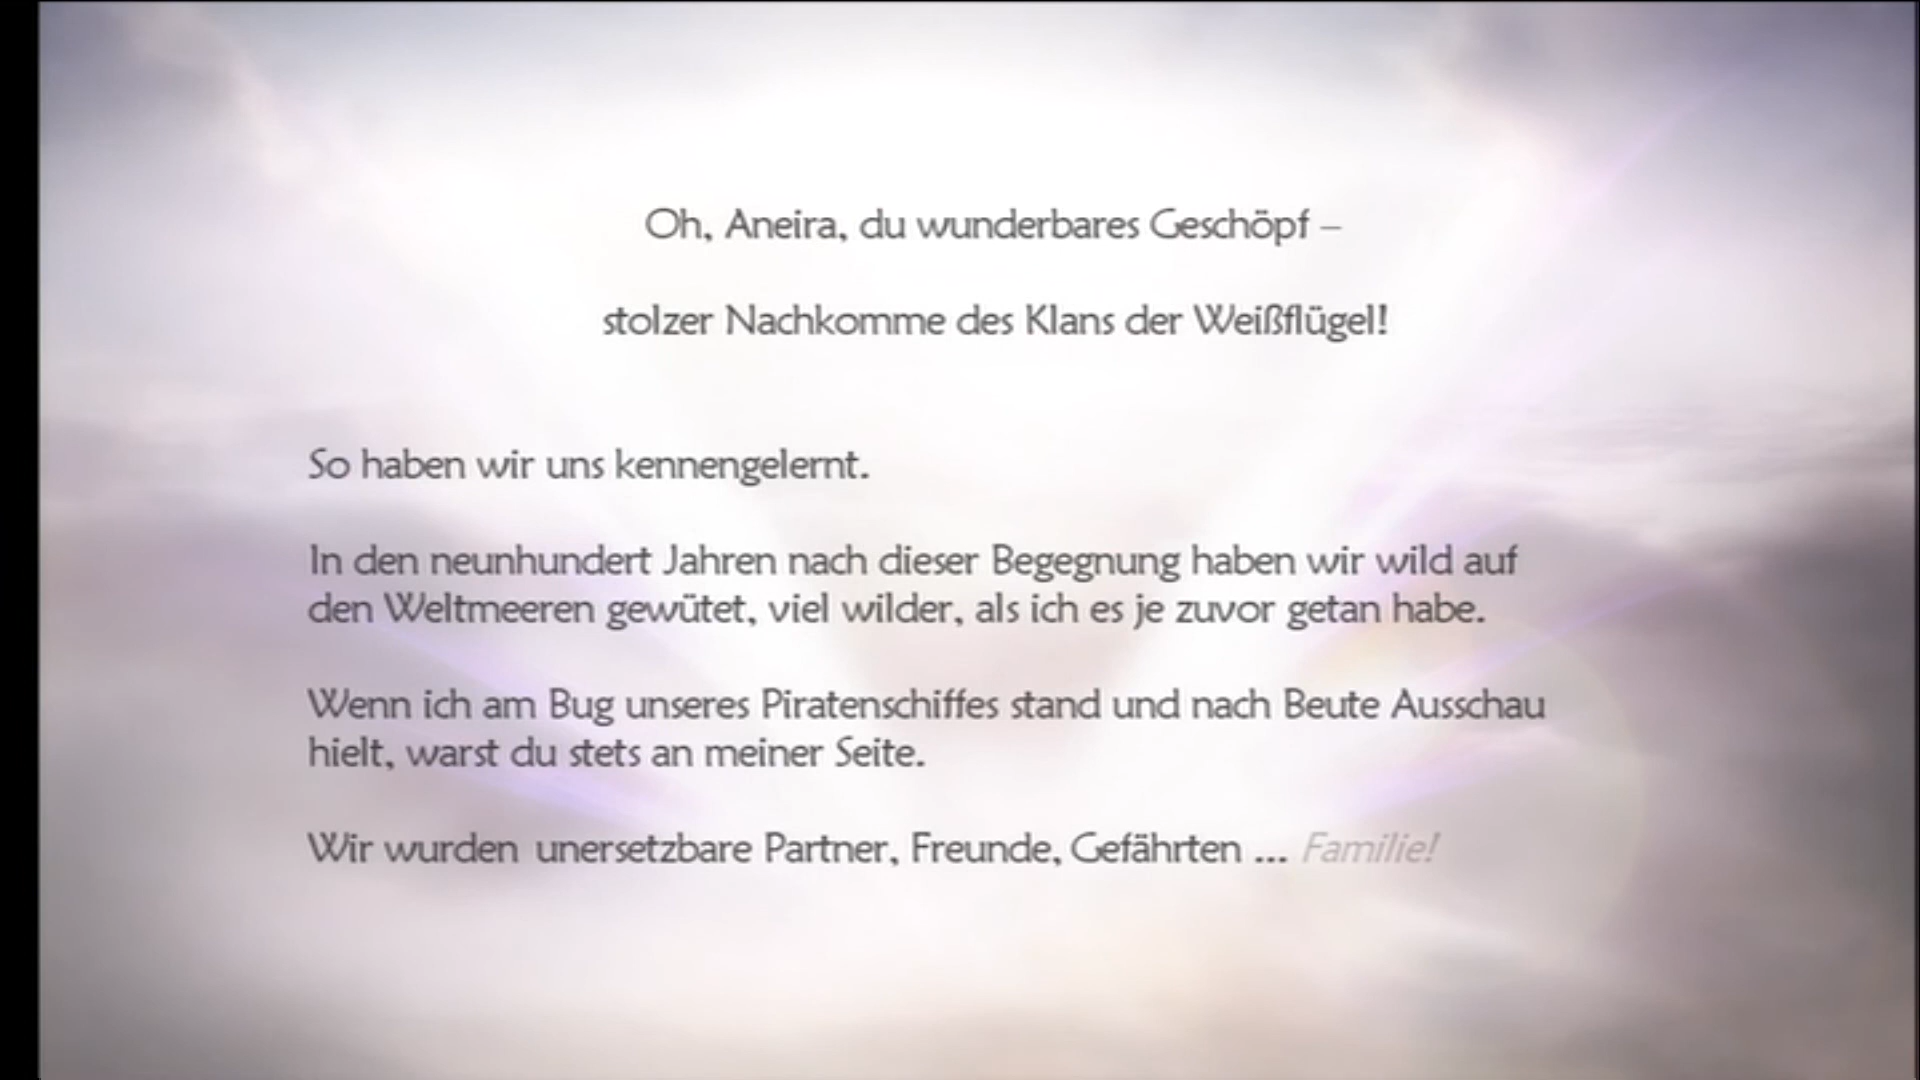 Oh, Aneira, du wunderbares Geschöpf –
stolzer Nachkomme des Klans der Weißflügel!
So haben wir uns kennengelernt.
In den neunhundert Jahren nach dieser Begegnung haben wir wild auf
den Weltmeeren gewütet, viel wilder, als ich es je zuvor getan habe.
Wenn ich am Bug unseres Piratenschiffes stand und nach Beute Ausschau
hielt, warst du stets an meiner Seite.
Wir wurden unersetzbare Partner, Freunde, Gefährten ... Familie!